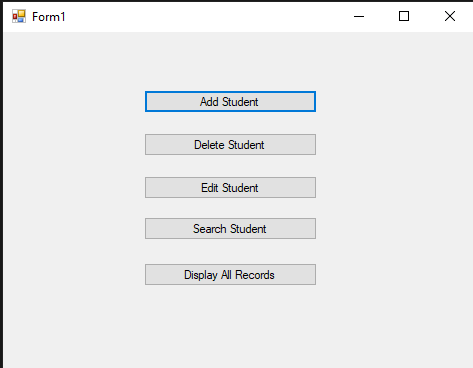 Form1
Add Student
Delete Student
Edit Student
Search Student
Display All Records